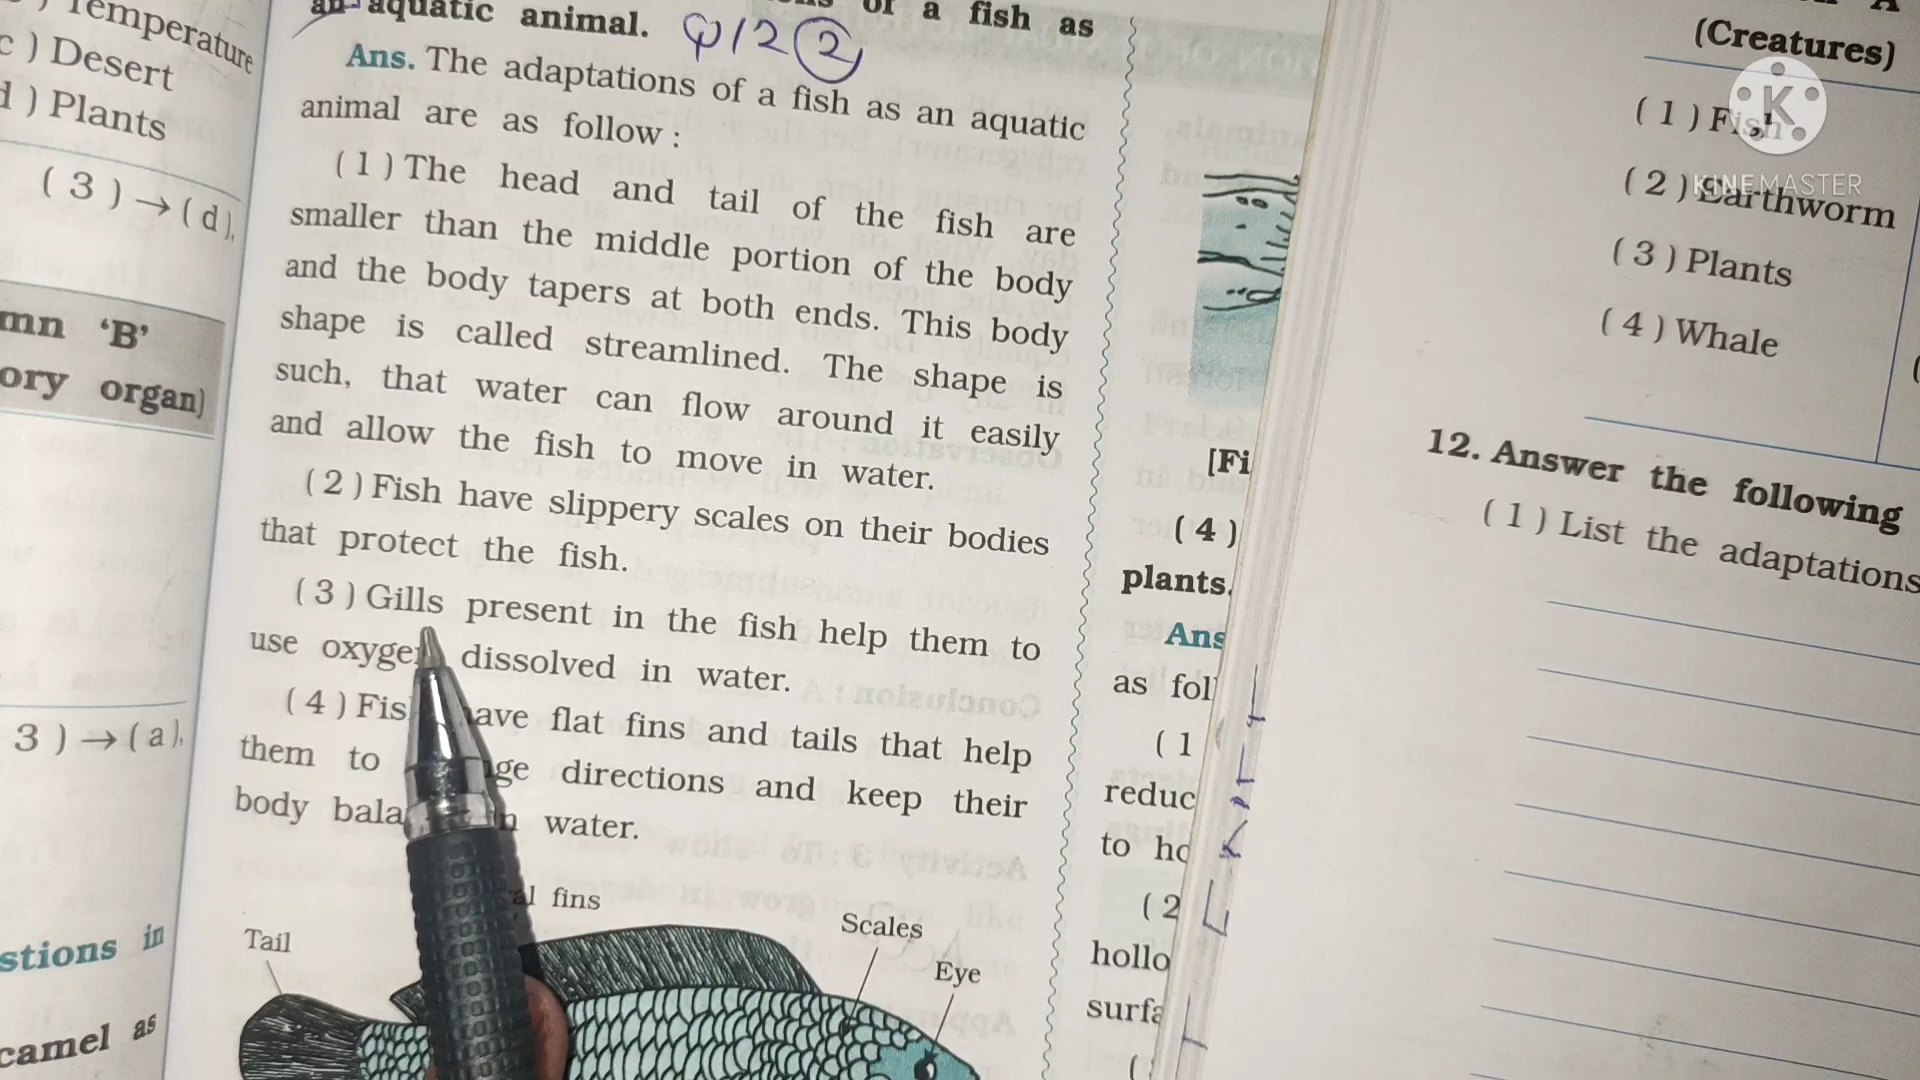 Temperature
c ) Desert
d ) Plants
( 3 ) → ( d ),
mn 'B'
ory organ)
3 ) → ( a ),
stions in
camel as
of a fish as
an aquatic animal. Q12 2
Ans. The adaptations of a fish as an aquatic
animal are as follow :
( 1 ) The head and tail of the fish are
smaller than the middle portion of the body
and the body tapers at both ends. This body
shape is called streamlined. The shape is
such, that water can flow around it easily
and allow the fish to move in water.
( 2 ) Fish have slippery scales on their bodies
that protect the fish.
( 3 ) Gills present in the fish help them to
use oxygen dissolved in water.
( 4 ) Fis have flat fins and tails that help
them to ge directions and keep their
body bala in water.
al fins
Scales
Tail
Eye
[Fi
( 4 )
plants.
Ans
as fol
( 1
reduc
to ho
( 2
hollo
surfa
(Creatures)
( 1 ) Fish
( 2 ) Earthworm
( 3 ) Plants
( 4 ) Whale
12. Answer the following
( 1 ) List the adaptations
K
KINEMASTER